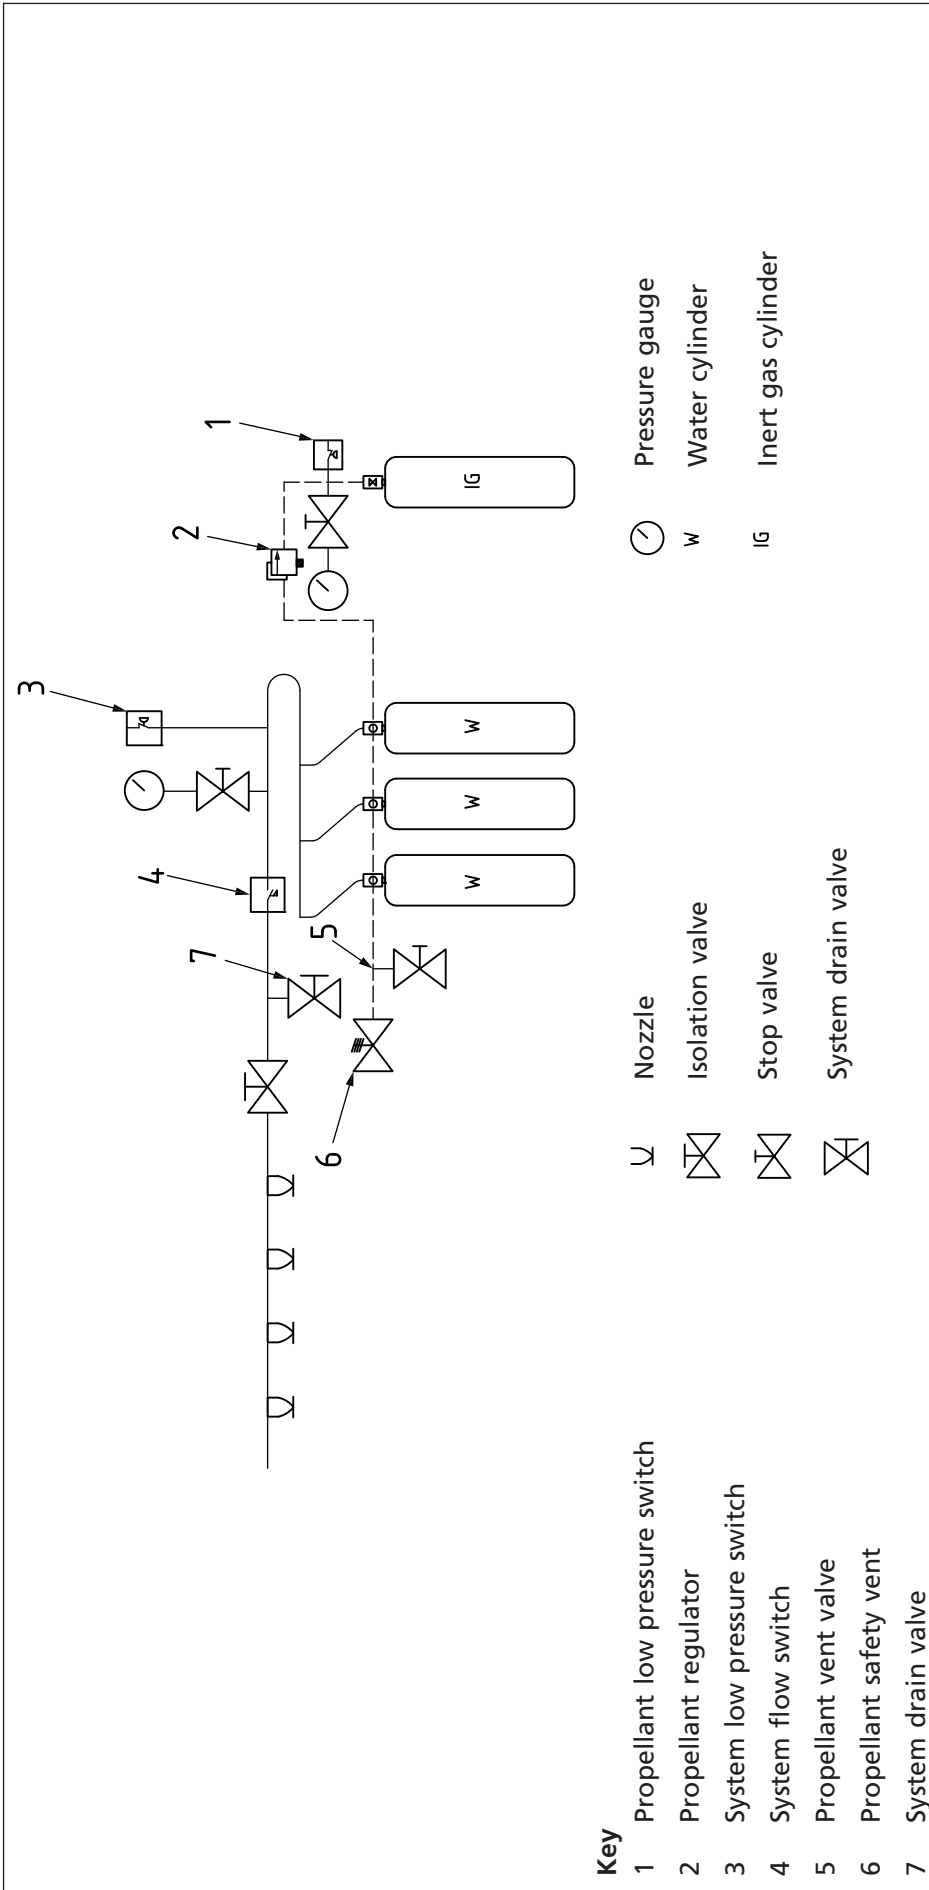 1
2
3
4
5
6
7
IG
W
W
W
Key
1 Propellant low pressure switch
2 Propellant regulator
3 System low pressure switch
4 System flow switch
5 Propellant vent valve
6 Propellant safety vent
7 System drain valve
Nozzle
Isolation valve
Stop valve
System drain valve
Pressure gauge
W Water cylinder
IG Inert gas cylinder